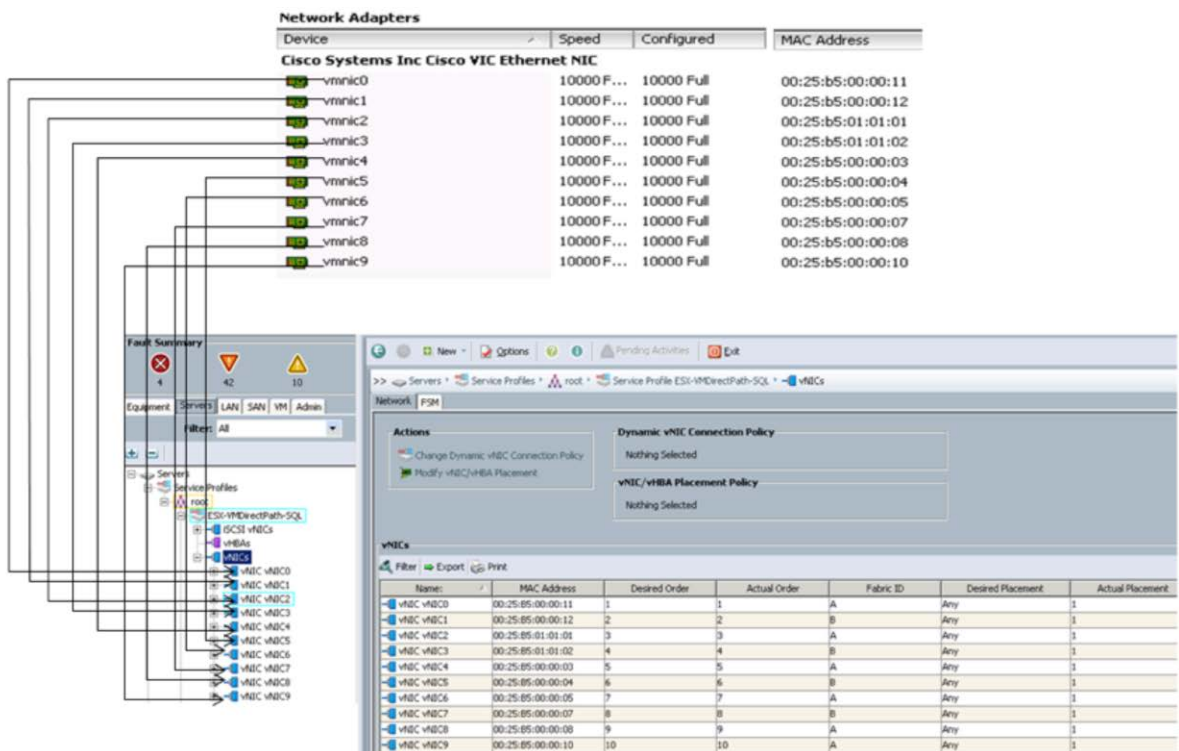 Network Adapters
Device Speed Configured MAC Address
Cisco Systems Inc Cisco VIC Ethernet NIC
vmnic0 10000 F... 10000 Full 00:25:b5:00:00:11
vmnic1 10000 F... 10000 Full 00:25:b5:00:00:12
vmnic2 10000 F... 10000 Full 00:25:b5:01:01:01
vmnic3 10000 F... 10000 Full 00:25:b5:01:01:02
vmnic4 10000 F... 10000 Full 00:25:b5:00:00:03
vmnic5 10000 F... 10000 Full 00:25:b5:00:00:04
vmnic6 10000 F... 10000 Full 00:25:b5:00:00:05
vmnic7 10000 F... 10000 Full 00:25:b5:00:00:07
vmnic8 10000 F... 10000 Full 00:25:b5:00:00:08
vmnic9 10000 F... 10000 Full 00:25:b5:00:00:10
Fault Summary
4 42 10
Equipment Servers LAN SAN VM Admin
Filter: All
Servers
Service Profiles
root
ESX-VMDirectPath-SQL
iSCSI vNICs
vHBAs
vNICs
vNIC vNIC0
vNIC vNIC1
vNIC vNIC2
vNIC vNIC3
vNIC vNIC4
vNIC vNIC5
vNIC vNIC6
vNIC vNIC7
vNIC vNIC8
vNIC vNIC9
New Options Pending Activities Exit
>> Servers Service Profiles root Service Profile ESX-VMDirectPath-SQL vNICs
Network FSM
Actions
Change Dynamic vNIC Connection Policy
Modify vNIC/vHBA Placement
Dynamic vNIC Connection Policy
Nothing Selected
vNIC/vHBA Placement Policy
Nothing Selected
vNICs
Filter Export Print
Name: MAC Address Desired Order Actual Order Fabric ID Desired Placement Actual Placement
vNIC vNIC0 00:25:B5:00:00:11 1 1 A Any 1
vNIC vNIC1 00:25:B5:00:00:12 2 2 B Any 1
vNIC vNIC2 00:25:B5:01:01:01 3 3 A Any 1
vNIC vNIC3 00:25:B5:01:01:02 4 4 B Any 1
vNIC vNIC4 00:25:B5:00:00:03 5 5 A Any 1
vNIC vNIC5 00:25:B5:00:00:04 6 6 B Any 1
vNIC vNIC6 00:25:B5:00:00:05 7 7 A Any 1
vNIC vNIC7 00:25:B5:00:00:07 8 8 B Any 1
vNIC vNIC8 00:25:B5:00:00:08 9 9 A Any 1
vNIC vNIC9 00:25:B5:00:00:10 10 10 A Any 1